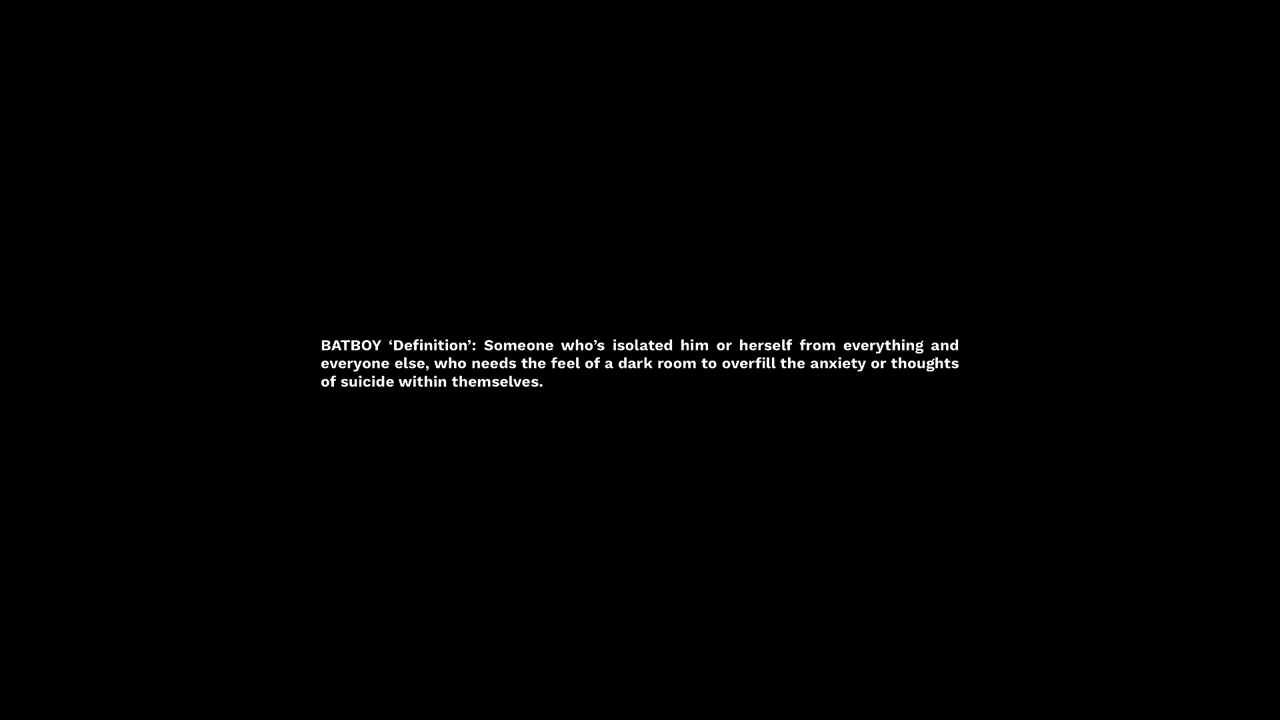 BATBOY ‘Definition’: Someone who’s isolated him or herself from everything and
everyone else, who needs the feel of a dark room to overfill the anxiety or thoughts
of suicide within themselves.